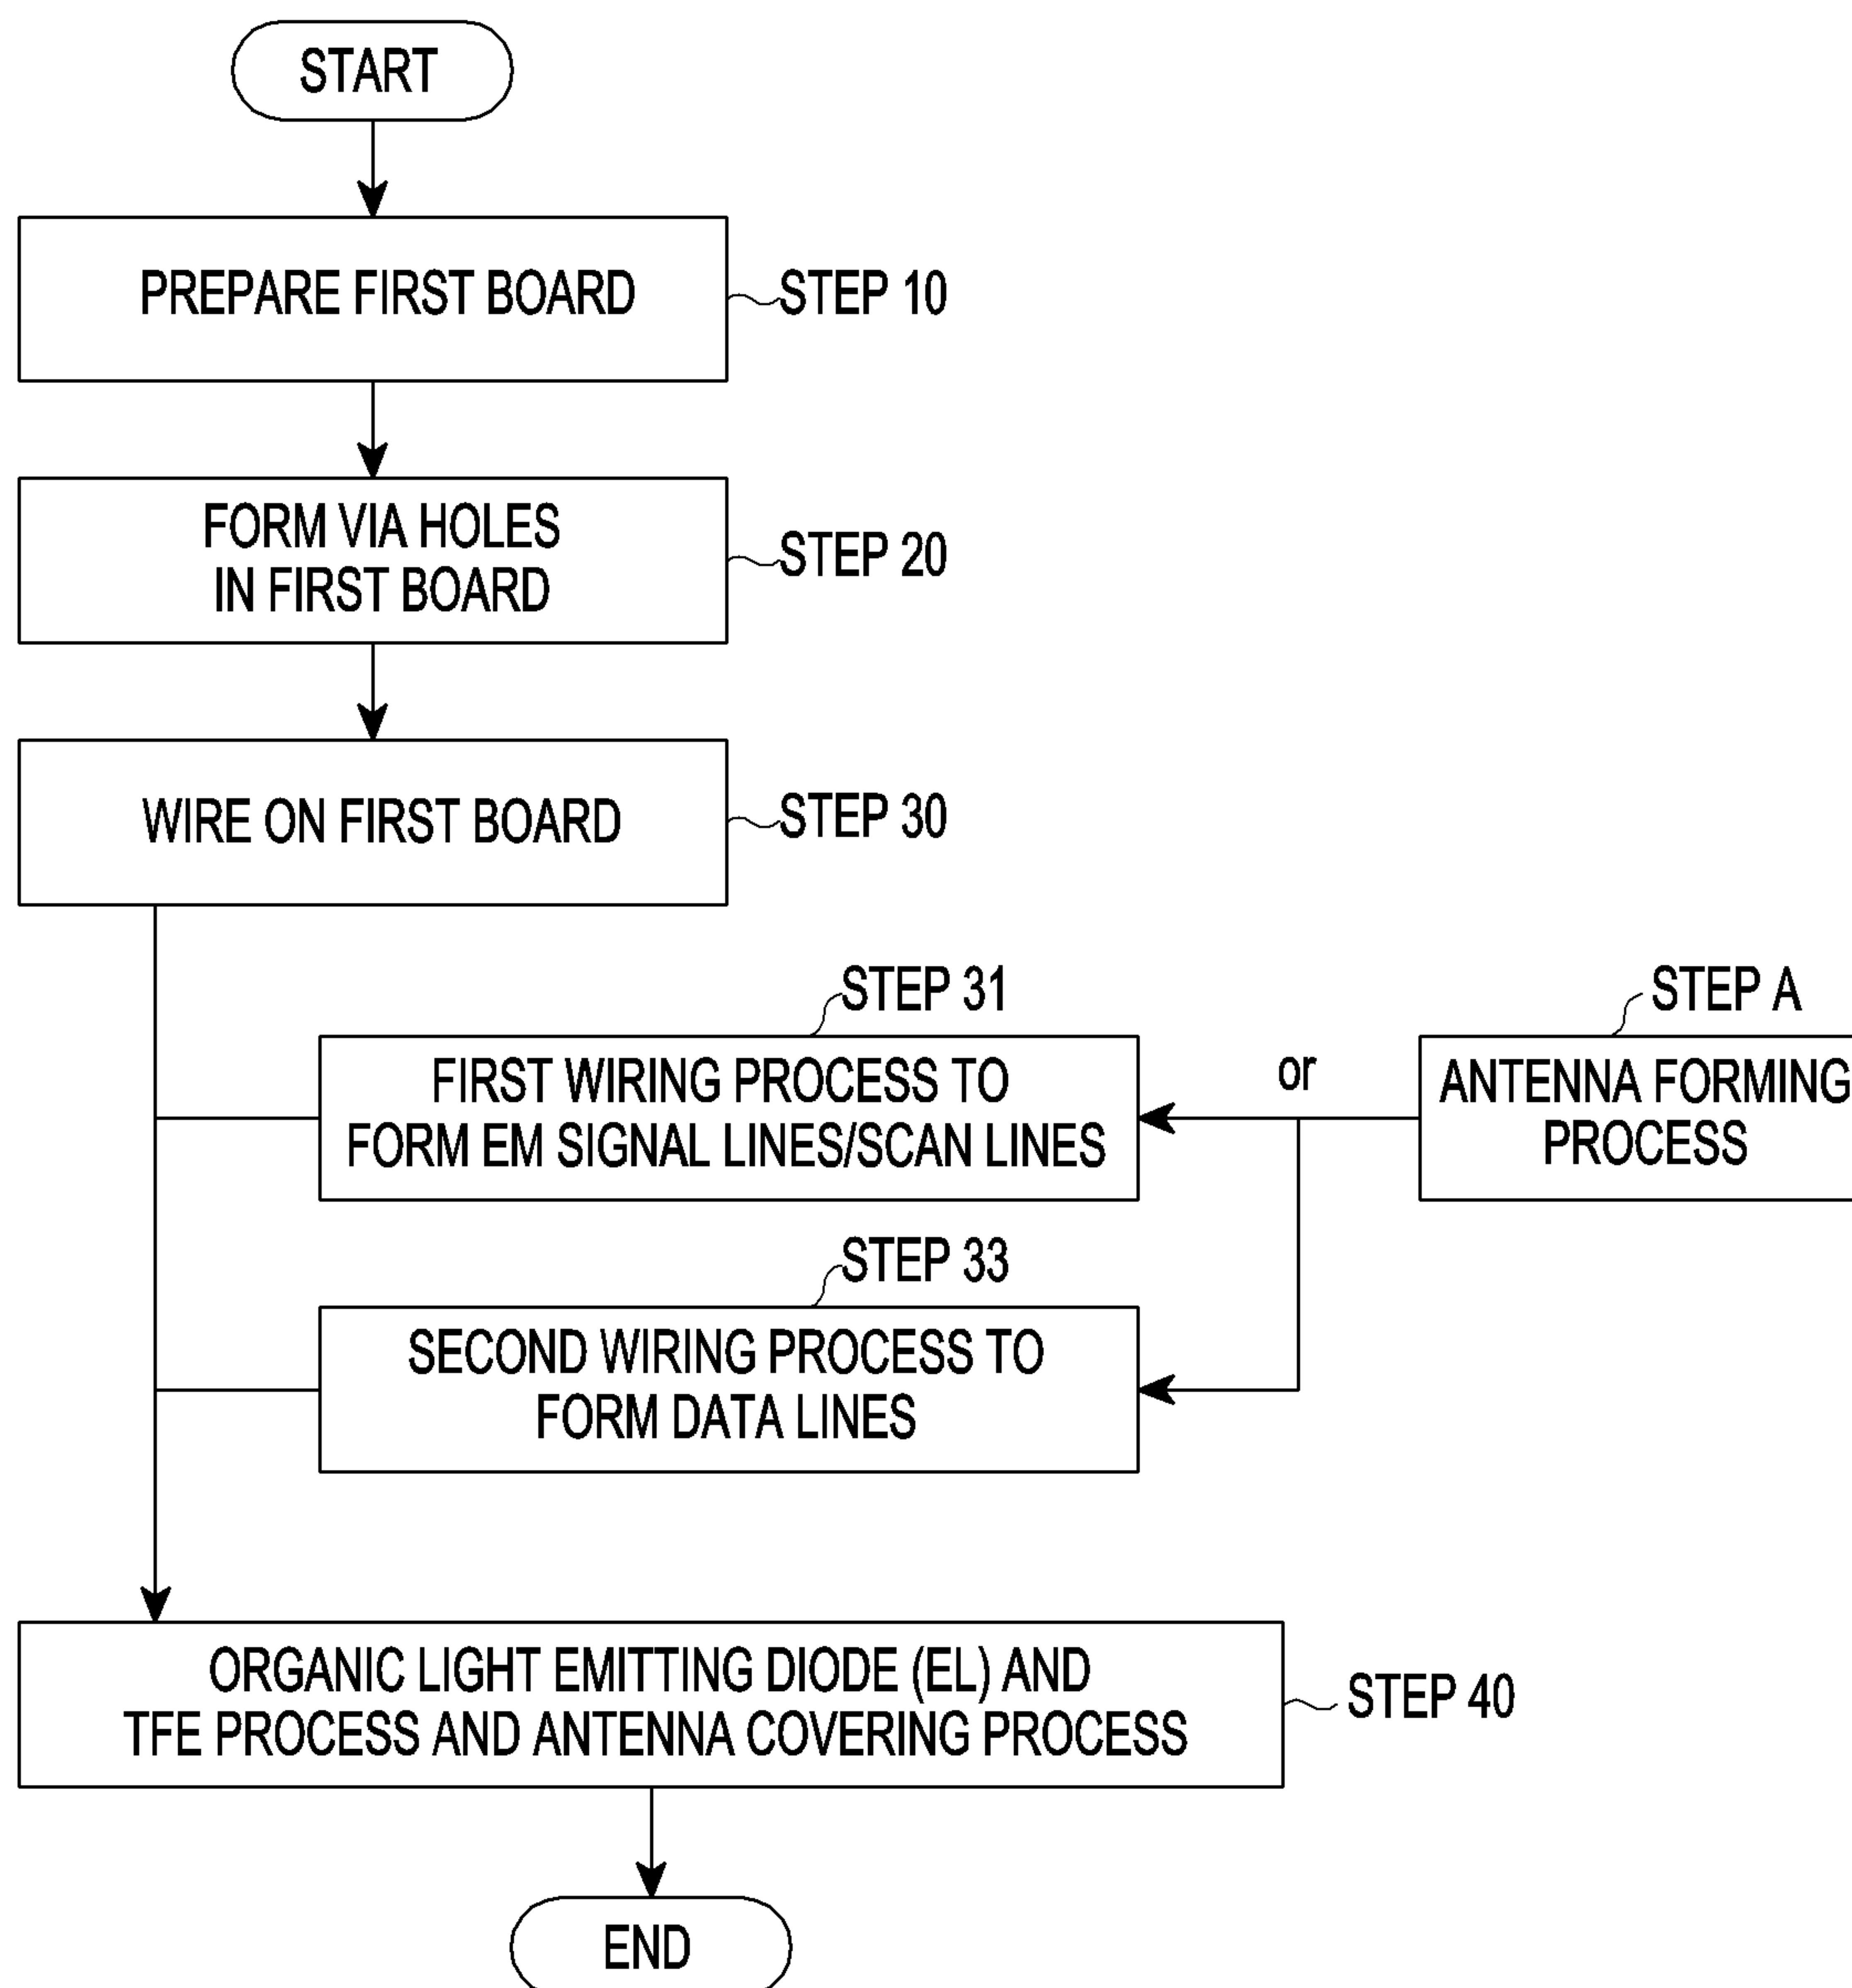 START
PREPARE FIRST BOARD
STEP 10
FORM VIA HOLES
IN FIRST BOARD
STEP 20
WIRE ON FIRST BOARD
STEP 30
STEP 31
FIRST WIRING PROCESS TO
FORM EM SIGNAL LINES/SCAN LINES
or
STEP A
ANTENNA FORMING
PROCESS
STEP 33
SECOND WIRING PROCESS TO
FORM DATA LINES
ORGANIC LIGHT EMITTING DIODE (EL) AND
TFE PROCESS AND ANTENNA COVERING PROCESS
STEP 40
END